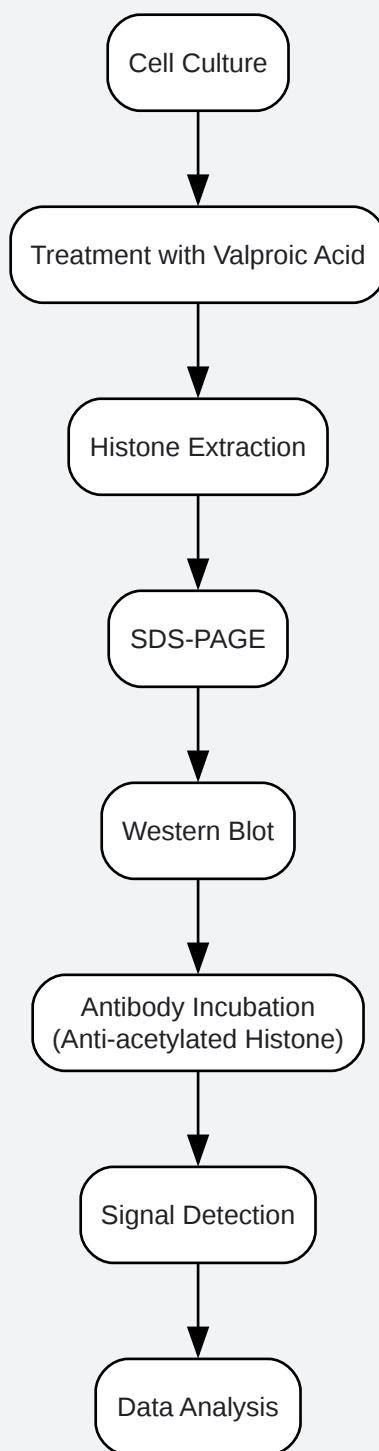 Cell Culture
Treatment with Valproic Acid
Histone Extraction
SDS-PAGE
Western Blot
Antibody Incubation
(Anti-acetylated Histone)
Signal Detection
Data Analysis